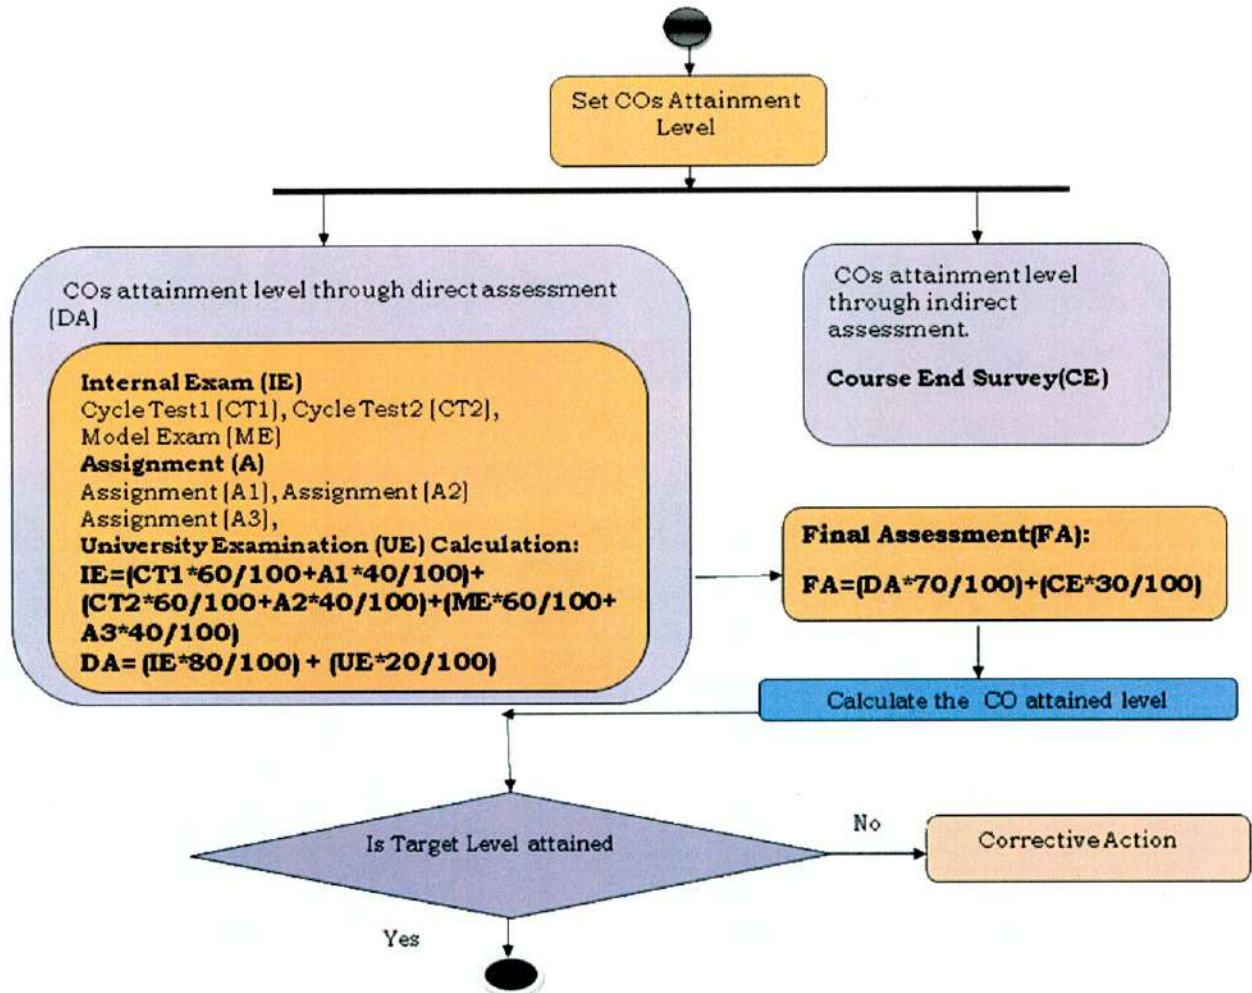 Set COs Attainment
Level
COs attainment level through direct assessment
(DA)
Internal Exam (IE)
Cycle Test1 (CT1), Cycle Test2 (CT2),
Model Exam (ME)
Assignment (A)
Assignment (A1), Assignment (A2)
Assignment (A3),
University Examination (UE) Calculation:
IE=(CT1*60/100+A1*40/100)+
(CT2*60/100+A2*40/100)+(ME*60/100+
A3*40/100)
DA= (IE*80/100) + (UE*20/100)
COs attainment level
through indirect
assessment.
Course End Survey(CE)
Final Assessment(FA):
FA=(DA*70/100)+(CE*30/100)
Calculate the CO attained level
Is Target Level attained
No
Corrective Action
Yes